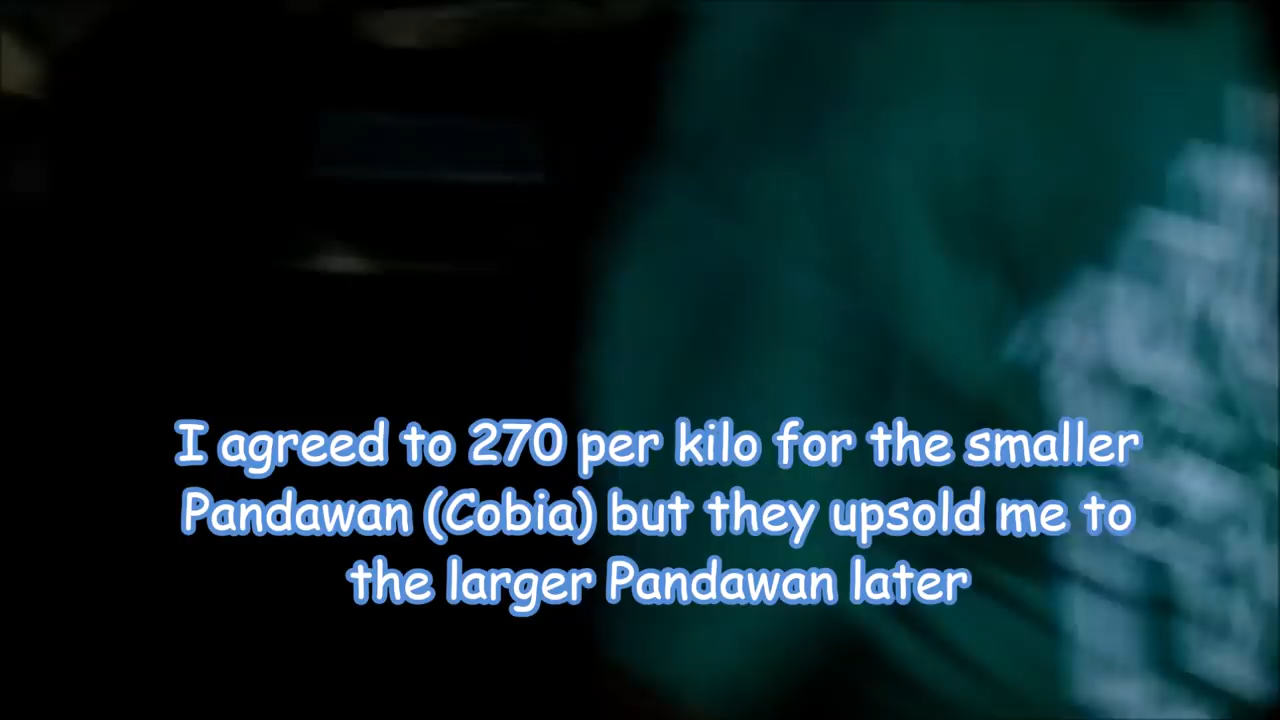 I agreed to 270 per kilo for the smaller
Pandawan (Cobia) but they upsold me to
the larger Pandawan later